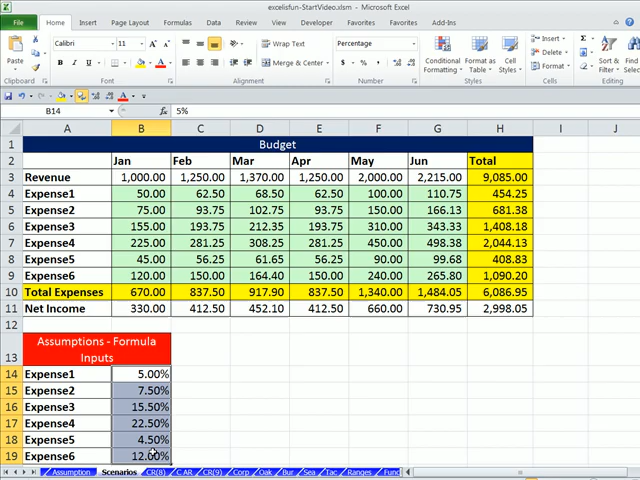 excelisfun-StartVideo.xlsm - Microsoft Excel
File Home Insert Page Layout Formulas Data Review View Developer Favorites Favorites Add-Ins
Calibri 11 Wrap Text Percentage Insert
Paste Merge & Center Conditional Formatting Format as Table Cell Styles Delete Format Sort & Filter Find & Select
Clipboard Font Alignment Number Styles Cells Editing
B14 fx 5%
A B C D E F G H I J
1 Budget
2 Jan Feb Mar Apr May Jun Total
3 Revenue 1,000.00 1,250.00 1,370.00 1,250.00 2,000.00 2,215.00 9,085.00
4 Expense1 50.00 62.50 68.50 62.50 100.00 110.75 454.25
5 Expense2 75.00 93.75 102.75 93.75 150.00 166.13 681.38
6 Expense3 155.00 193.75 212.35 193.75 310.00 343.33 1,408.18
7 Expense4 225.00 281.25 308.25 281.25 450.00 498.38 2,044.13
8 Expense5 45.00 56.25 61.65 56.25 90.00 99.68 408.83
9 Expense6 120.00 150.00 164.40 150.00 240.00 265.80 1,090.20
10 Total Expenses 670.00 837.50 917.90 837.50 1,340.00 1,484.05 6,086.95
11 Net Income 330.00 412.50 452.10 412.50 660.00 730.95 2,998.05
12
13 Assumptions - Formula Inputs
14 Expense1 5.00%
15 Expense2 7.50%
16 Expense3 15.50%
17 Expense4 22.50%
18 Expense5 4.50%
19 Expense6 12.00%
Assumption Scenarios CR(8) C AR CR(9) Corp Oak Bur Sea Tac Ranges Fund